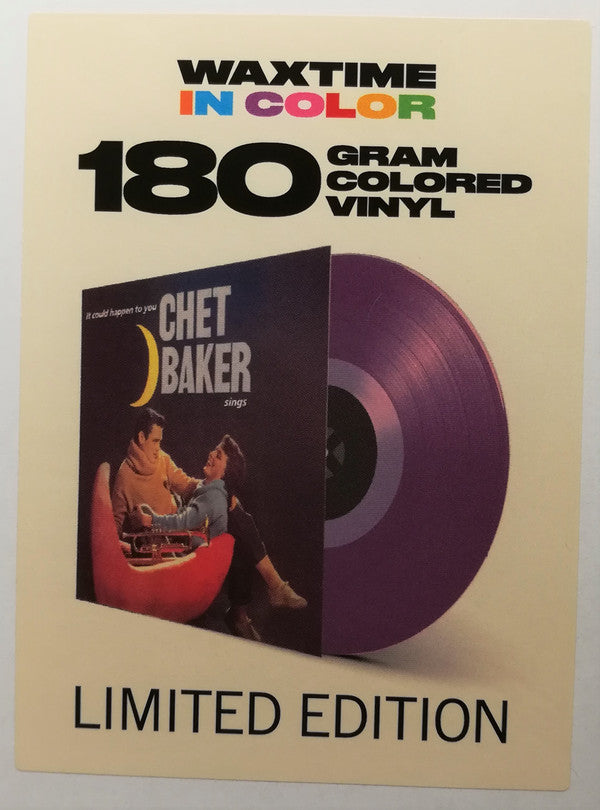 WAXTIME
IN COLOR
180 GRAM
COLORED
VINYL
It could happen to you
CHET
BAKER
sings
LIMITED EDITION